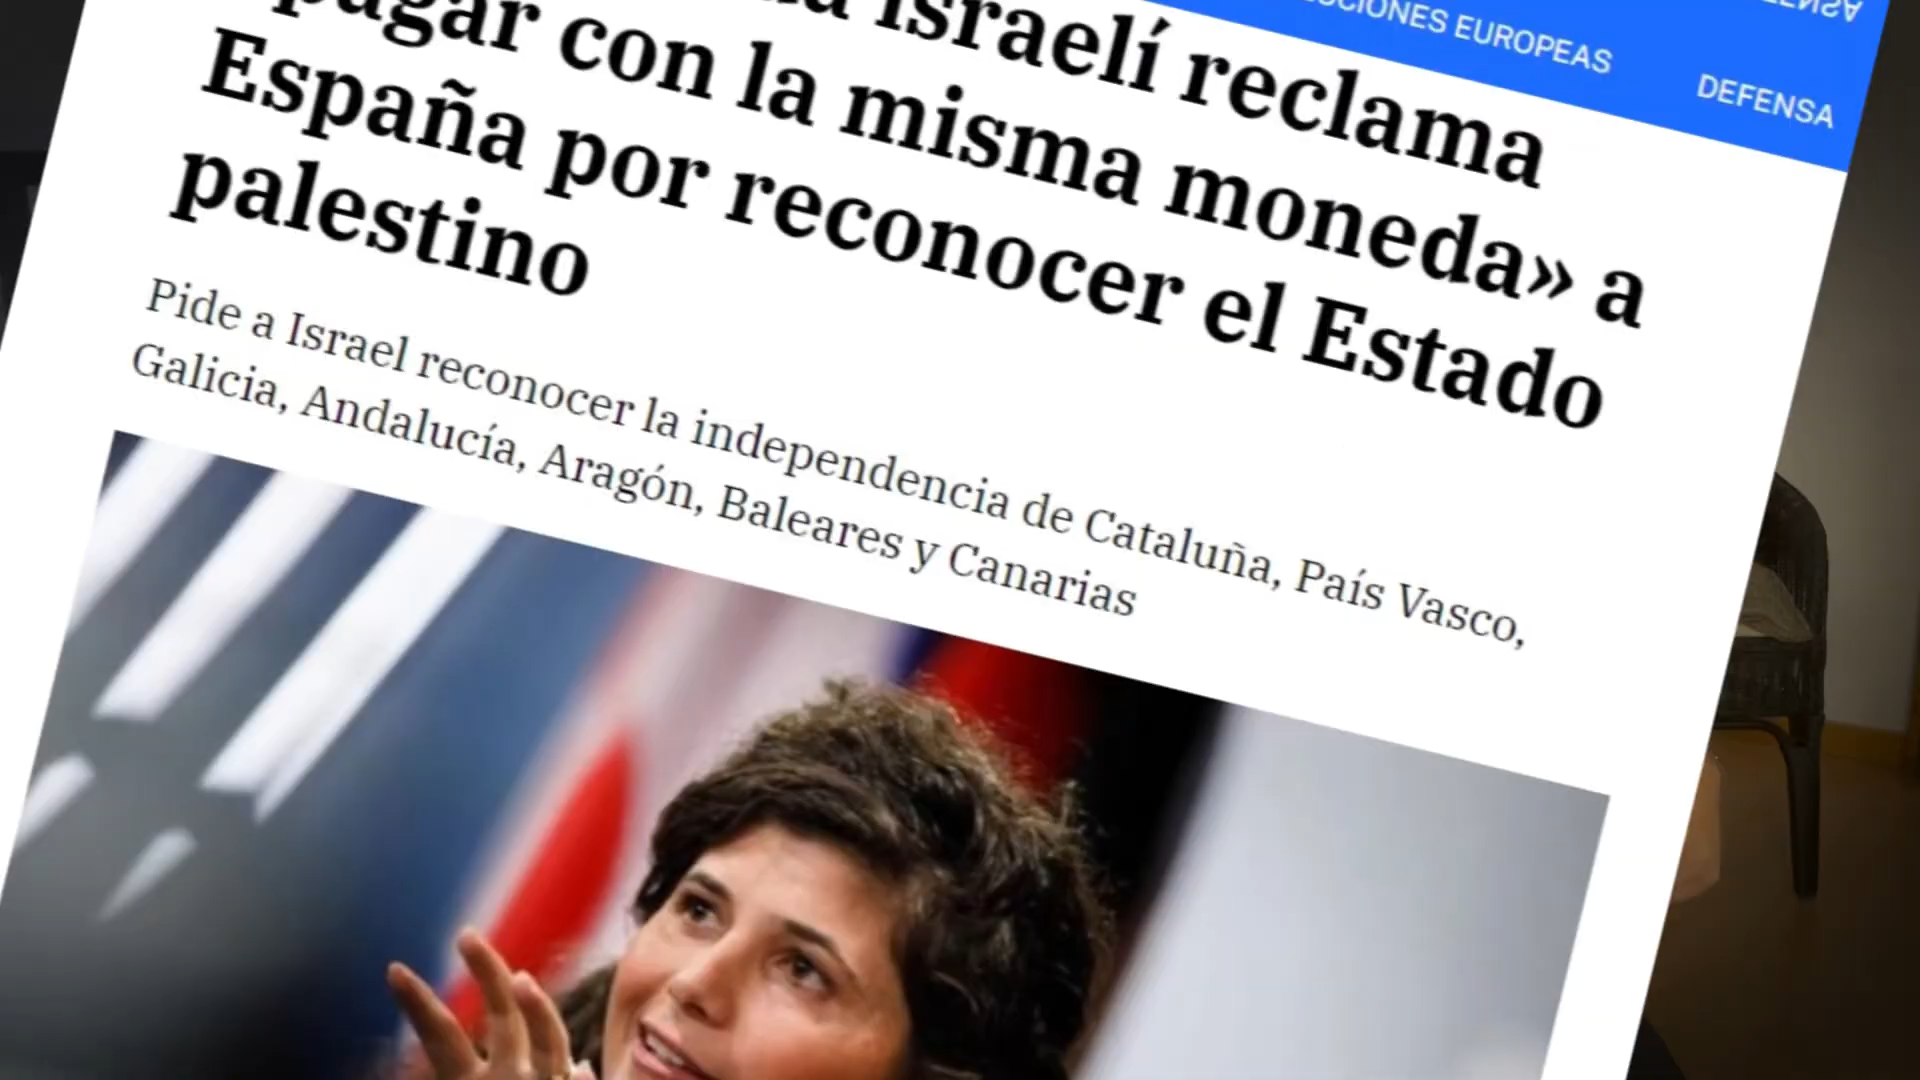 EUROPEAS
DEFENSA
israelí reclama
pagar con la misma moneda» a
España por reconocer el Estado
palestino
Pide a Israel reconocer la independencia de Cataluña, País Vasco,
Galicia, Andalucía, Aragón, Baleares y Canarias